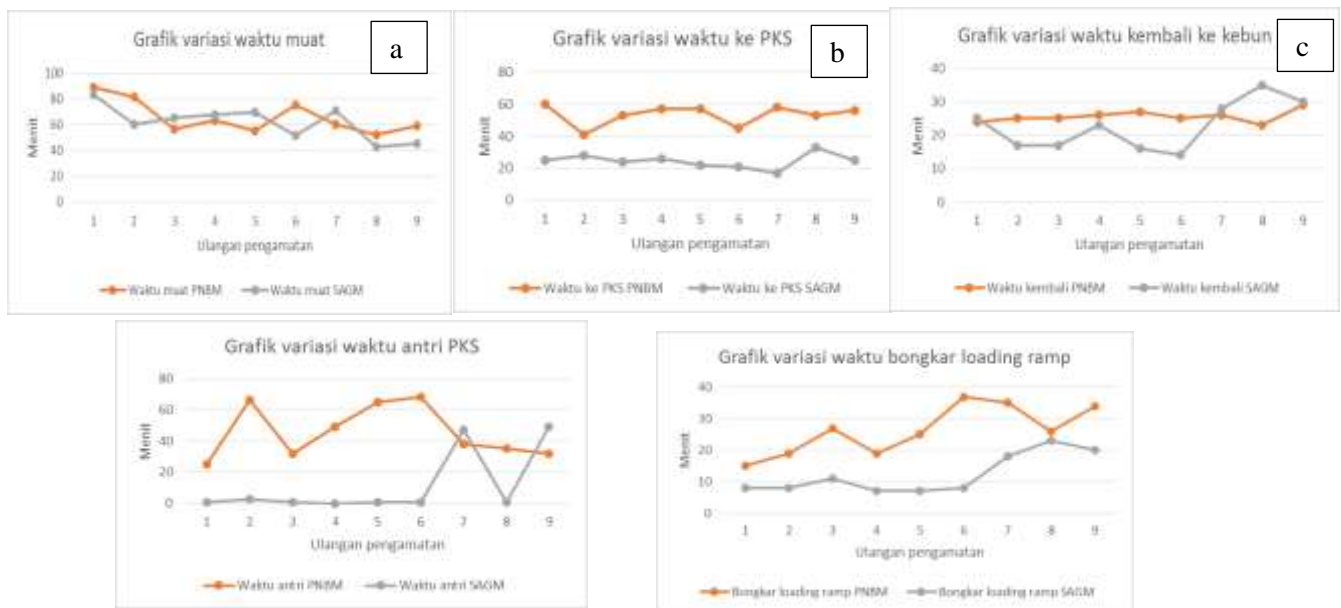 Grafik variasi waktu muat
a
100
80
60
40
20
0
Menit
1 2 3 4 5 6 7 8 9
Ulangan pengamatan
Waktu muat PNBM Waktu muat SAGM
Grafik variasi waktu ke PKS
b
80
60
40
20
0
Menit
1 2 3 4 5 6 7 8 9
Ulangan pengamatan
Waktu ke PKS PNBM Waktu ke PKS SAGM
Grafik variasi waktu kembali ke kebun
c
40
30
20
10
0
Menit
1 2 3 4 5 6 7 8 9
Ulangan pengamatan
Waktu kembali PNBM Waktu kembali SAGM
Grafik variasi waktu antri PKS
80
60
40
20
0
Menit
1 2 3 4 5 6 7 8 9
Ulangan pengamatan
Waktu antri PNBM Waktu antri SAGM
Grafik variasi waktu bongkar loading ramp
40
30
20
10
0
Menit
1 2 3 4 5 6 7 8 9
Ulangan pengamatan
Bongkar loading ramp PNBM Bongkar loading ramp SAGM